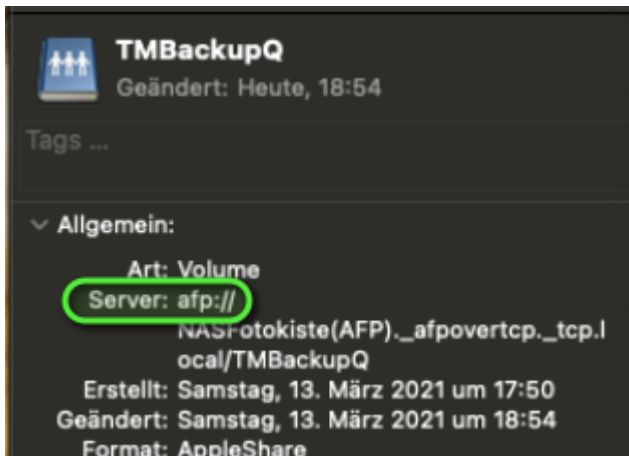 TMBackupQ
Geändert: Heute, 18:54
Tags ...
Allgemein:
Art: Volume
Server: afp://
NASFotokiste(AFP)._afpovertcp._tcp.l
ocal/TMBackupQ
Erstellt: Samstag, 13. März 2021 um 17:50
Geändert: Samstag, 13. März 2021 um 18:54
Format: AppleShare